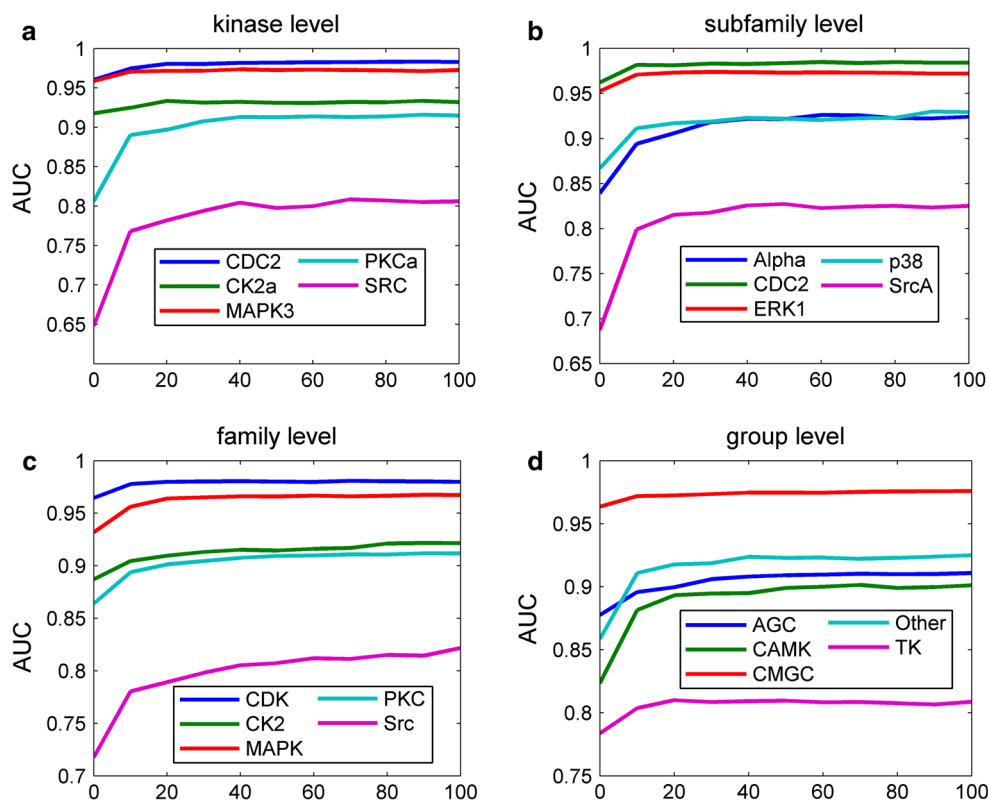 a
kinase level
AUC
1
0.95
0.9
0.85
0.8
0.75
0.7
0.65
0 20 40 60 80 100
CDC2 PKCa
CK2a SRC
MAPK3
b
subfamily level
AUC
1
0.95
0.9
0.85
0.8
0.75
0.7
0.65
0 20 40 60 80 100
Alpha p38
CDC2 SrcA
ERK1
c
family level
AUC
1
0.95
0.9
0.85
0.8
0.75
0.7
0 20 40 60 80 100
CDK PKC
CK2 Src
MAPK
d
group level
AUC
1
0.95
0.9
0.85
0.8
0.75
0 20 40 60 80 100
AGC Other
CAMK TK
CMGC